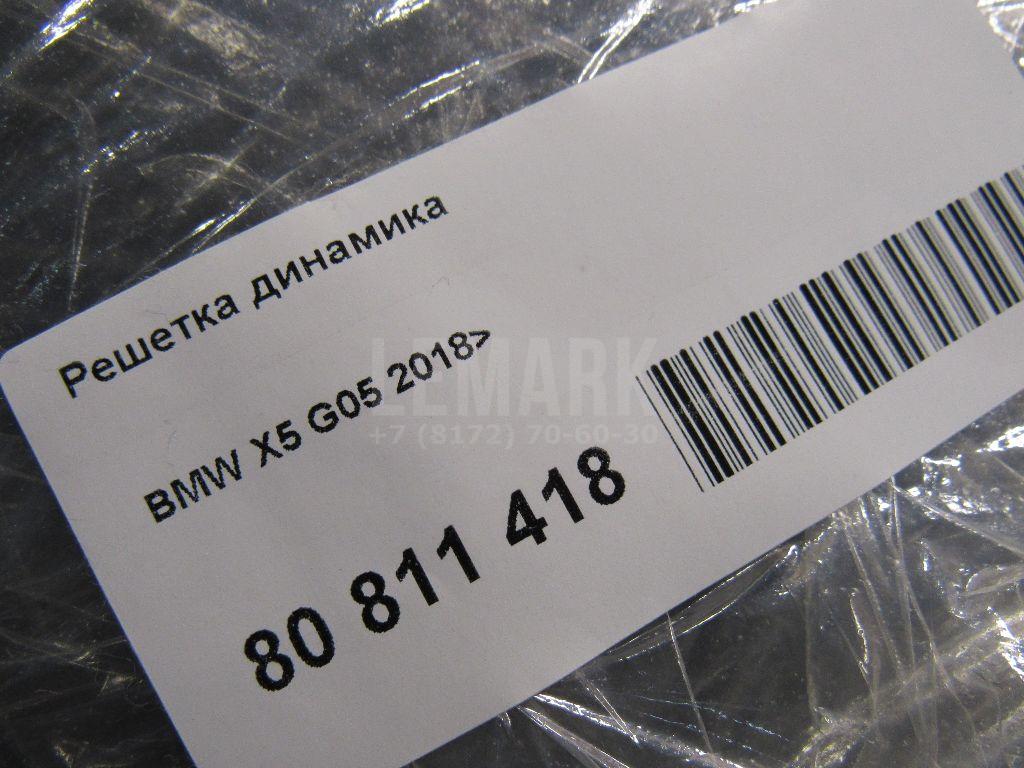 Решетка динамика
BMW X5 G05 2018>
80 811 418
LEMARK
+7 (8172) 70-60-30